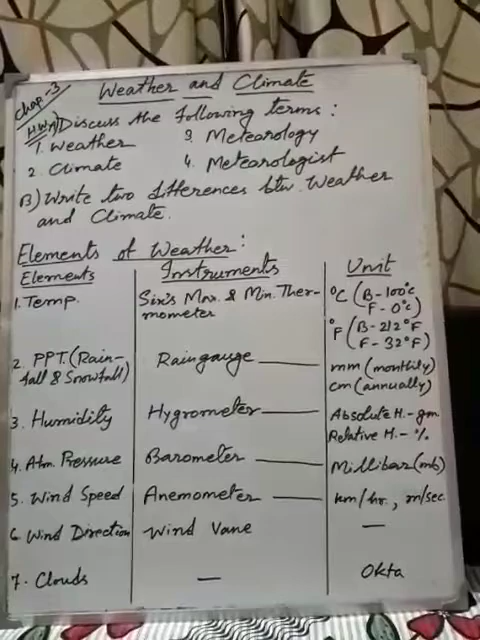 Chap-3
Weather and Climate
H.W A) Discuss the following terms:
1. Weather 3. Meteorology
2. Climate 4. Meteorologist
B) Write two differences btw. Weather
and Climate.
Elements of Weather:
Elements Instruments Unit
1. Temp. Six's Max. & Min. Ther-
mometer
°C (B-100°C
F-0°C)
°F (B-212°F
F-32°F)
2. PPT. (Rain-
fall & Snowfall) Raingauge — mm (monthly)
cm (annually)
3. Humidity Hygrometer — Absolute H.- gm
Relative H.- %
4. Atm. Pressure Barometer — Millibar (mb)
5. Wind Speed Anemometer — km/hr., m/sec
6. Wind Direction Wind Vane —
7. Clouds — Okta